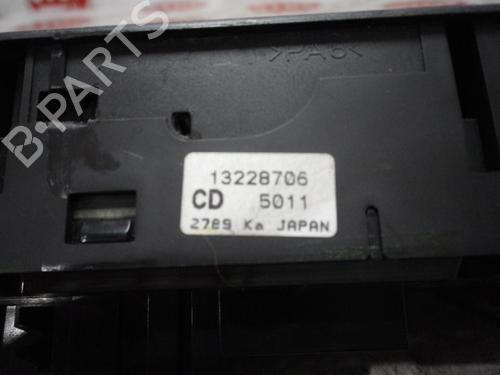 >PA6<
B-PARTS
13228706
CD 5011
2789 Ka JAPAN